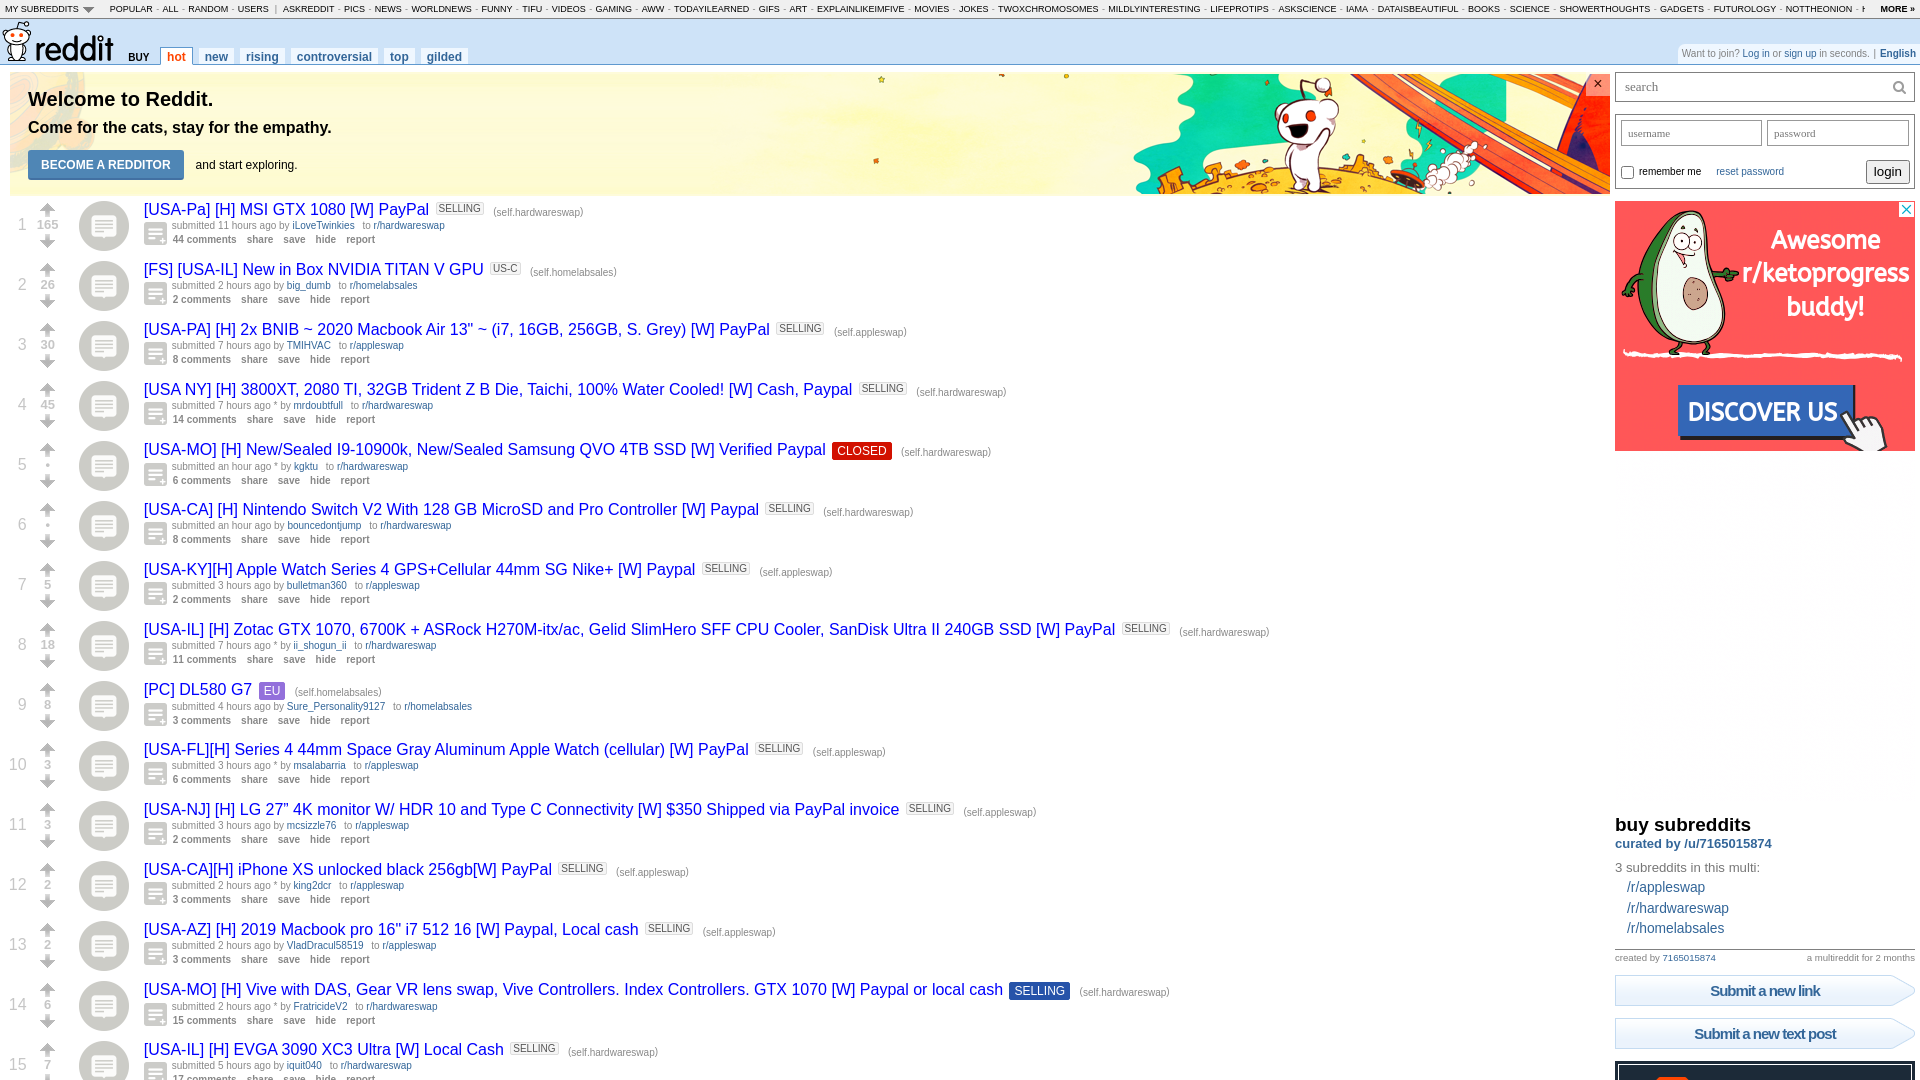 MY SUBREDDITS POPULAR - ALL - RANDOM - USERS | ASKREDDIT - PICS - NEWS - WORLDNEWS - FUNNY - TIFU - VIDEOS - GAMING - AWW - TODAYILEARNED - GIFS - ART - EXPLAINLIKEIMFIVE - MOVIES - JOKES - TWOXCHROMOSOMES - MILDLYINTERESTING - LIFEPROTIPS - ASKSCIENCE - IAMA - DATAISBEAUTIFUL - BOOKS - SCIENCE - SHOWERTHOUGHTS - GADGETS - FUTUROLOGY - NOTTHEONION - MORE »
reddit BUY hot new rising controversial top gilded
Want to join? Log in or sign up in seconds. | English
Welcome to Reddit.
Come for the cats, stay for the empathy.
BECOME A REDDITOR and start exploring.
×
1 165 [USA-Pa] [H] MSI GTX 1080 [W] PayPal SELLING (self.hardwareswap)
submitted 11 hours ago by iLoveTwinkies to r/hardwareswap
44 comments share save hide report
2 26 [FS] [USA-IL] New in Box NVIDIA TITAN V GPU US-C (self.homelabsales)
submitted 2 hours ago by big_dumb to r/homelabsales
2 comments share save hide report
3 30 [USA-PA] [H] 2x BNIB ~ 2020 Macbook Air 13" ~ (i7, 16GB, 256GB, S. Grey) [W] PayPal SELLING (self.appleswap)
submitted 7 hours ago by TMIHVAC to r/appleswap
8 comments share save hide report
4 45 [USA NY] [H] 3800XT, 2080 TI, 32GB Trident Z B Die, Taichi, 100% Water Cooled! [W] Cash, Paypal SELLING (self.hardwareswap)
submitted 7 hours ago * by mrdoubtfull to r/hardwareswap
14 comments share save hide report
5 • [USA-MO] [H] New/Sealed I9-10900k, New/Sealed Samsung QVO 4TB SSD [W] Verified Paypal CLOSED (self.hardwareswap)
submitted an hour ago * by kgktu to r/hardwareswap
6 comments share save hide report
6 • [USA-CA] [H] Nintendo Switch V2 With 128 GB MicroSD and Pro Controller [W] Paypal SELLING (self.hardwareswap)
submitted an hour ago by bouncedontjump to r/hardwareswap
8 comments share save hide report
7 5 [USA-KY][H] Apple Watch Series 4 GPS+Cellular 44mm SG Nike+ [W] Paypal SELLING (self.appleswap)
submitted 3 hours ago by bulletman360 to r/appleswap
2 comments share save hide report
8 18 [USA-IL] [H] Zotac GTX 1070, 6700K + ASRock H270M-itx/ac, Gelid SlimHero SFF CPU Cooler, SanDisk Ultra II 240GB SSD [W] PayPal SELLING (self.hardwareswap)
submitted 7 hours ago * by ii_shogun_ii to r/hardwareswap
11 comments share save hide report
9 8 [PC] DL580 G7 EU (self.homelabsales)
submitted 4 hours ago by Sure_Personality9127 to r/homelabsales
3 comments share save hide report
10 3 [USA-FL][H] Series 4 44mm Space Gray Aluminum Apple Watch (cellular) [W] PayPal SELLING (self.appleswap)
submitted 3 hours ago * by msalabarria to r/appleswap
6 comments share save hide report
11 3 [USA-NJ] [H] LG 27” 4K monitor W/ HDR 10 and Type C Connectivity [W] $350 Shipped via PayPal invoice SELLING (self.appleswap)
submitted 3 hours ago by mcsizzle76 to r/appleswap
2 comments share save hide report
12 2 [USA-CA][H] iPhone XS unlocked black 256gb[W] PayPal SELLING (self.appleswap)
submitted 2 hours ago * by king2dcr to r/appleswap
3 comments share save hide report
13 2 [USA-AZ] [H] 2019 Macbook pro 16" i7 512 16 [W] Paypal, Local cash SELLING (self.appleswap)
submitted 2 hours ago by VladDracul58519 to r/appleswap
3 comments share save hide report
14 6 [USA-MO] [H] Vive with DAS, Gear VR lens swap, Vive Controllers. Index Controllers. GTX 1070 [W] Paypal or local cash SELLING (self.hardwareswap)
submitted 2 hours ago * by FratricideV2 to r/hardwareswap
15 comments share save hide report
15 7 [USA-IL] [H] EVGA 3090 XC3 Ultra [W] Local Cash SELLING (self.hardwareswap)
submitted 5 hours ago by iquit040 to r/hardwareswap
17 comments share save hide report
search
username password
remember me reset password login
Awesome
r/ketoprogress
buddy!
DISCOVER US
buy subreddits
curated by /u/7165015874
3 subreddits in this multi:
/r/appleswap
/r/hardwareswap
/r/homelabsales
created by 7165015874 a multireddit for 2 months
Submit a new link
Submit a new text post